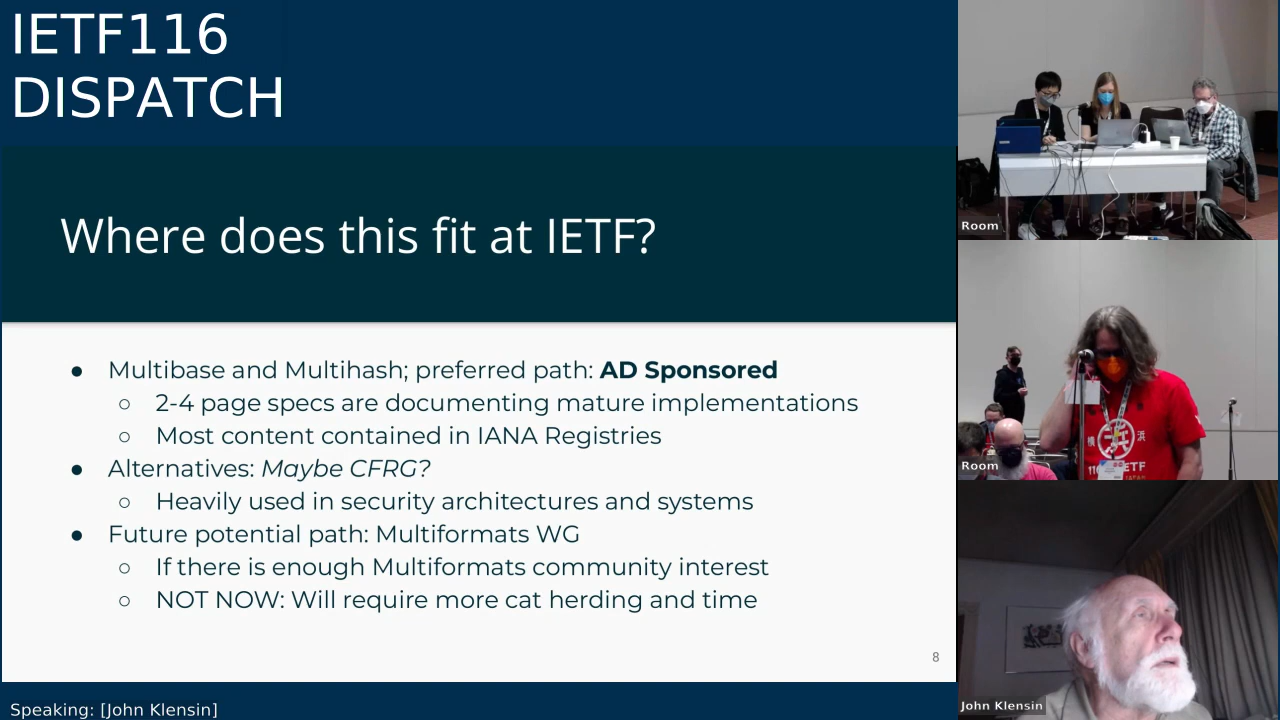 IETF116
DISPATCH
Where does this fit at IETF?
● Multibase and Multihash; preferred path: AD Sponsored
○ 2-4 page specs are documenting mature implementations
○ Most content contained in IANA Registries
● Alternatives: Maybe CFRG?
○ Heavily used in security architectures and systems
● Future potential path: Multiformats WG
○ If there is enough Multiformats community interest
○ NOT NOW: Will require more cat herding and time
8
Speaking: [John Klensin]
Room
横 浜
IETF
Room
John Klensin